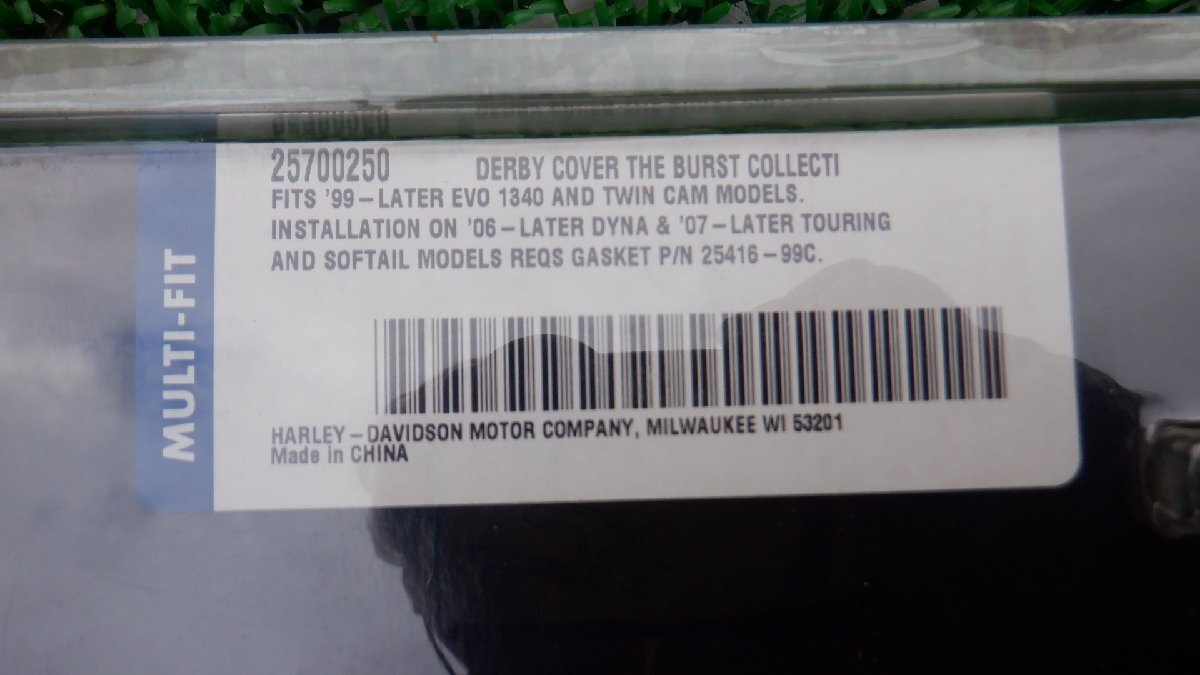 25700250 DERBY COVER THE BURST COLLECTI
FITS '99-LATER EVO 1340 AND TWIN CAM MODELS.
INSTALLATION ON '06-LATER DYNA & '07-LATER TOURING
AND SOFTAIL MODELS REQS GASKET P/N 25416-99C.
MULTI-FIT
HARLEY-DAVIDSON MOTOR COMPANY, MILWAUKEE WI 53201
Made in CHINA